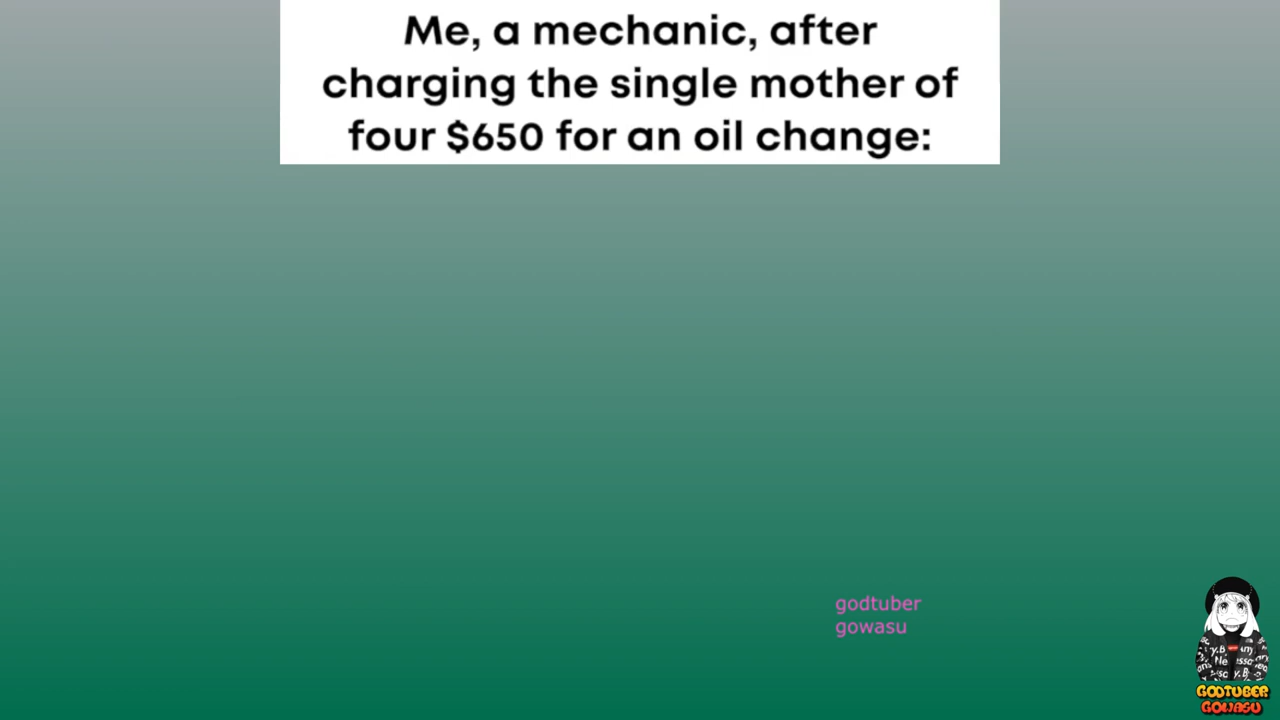 Me, a mechanic, after
charging the single mother of
four $650 for an oil change:
godtuber
gowasu
GODTUBER
GOWASU